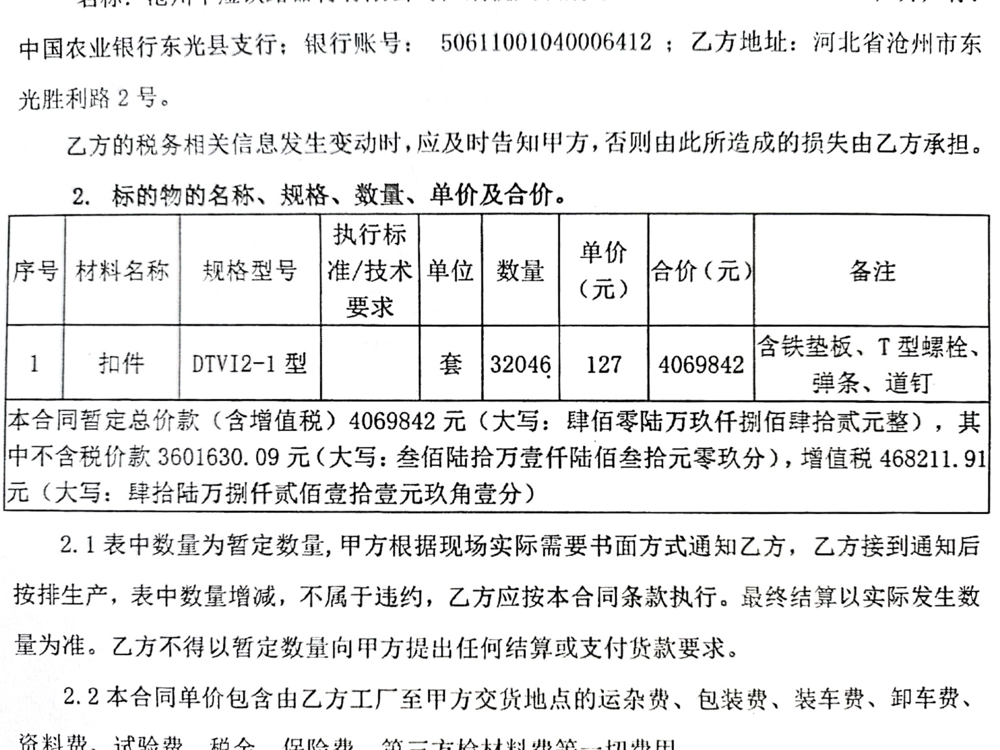 中国农业银行东光县支行；银行账号： 50611001040006412 ；乙方地址：河北省沧州市东
光胜利路 2 号。
乙方的税务相关信息发生变动时,应及时告知甲方,否则由此所造成的损失由乙方承担。
2. 标的物的名称、规格、数量、单价及合价。
序号 材料名称 规格型号 执行标准/技术要求 单位 数量 单价（元） 合价（元） 备注
1 扣件 DTVI2-1 型 套 32046 127 4069842 含铁垫板、T 型螺栓、弹条、道钉
本合同暂定总价款（含增值税）4069842 元（大写：肆佰零陆万玖仟捌佰肆拾贰元整），其
中不含税价款 3601630.09 元（大写：叁佰陆拾万壹仟陆佰叁拾元零玖分），增值税 468211.91
元（大写：肆拾陆万捌仟贰佰壹拾壹元玖角壹分）
2.1 表中数量为暂定数量,甲方根据现场实际需要书面方式通知乙方，乙方接到通知后
按排生产，表中数量增减，不属于违约，乙方应按本合同条款执行。最终结算以实际发生数
量为准。乙方不得以暂定数量向甲方提出任何结算或支付货款要求。
2.2 本合同单价包含由乙方工厂至甲方交货地点的运杂费、包装费、装车费、卸车费、
资料费、试验费、税金、保险费、第三方检材料费等一切费用